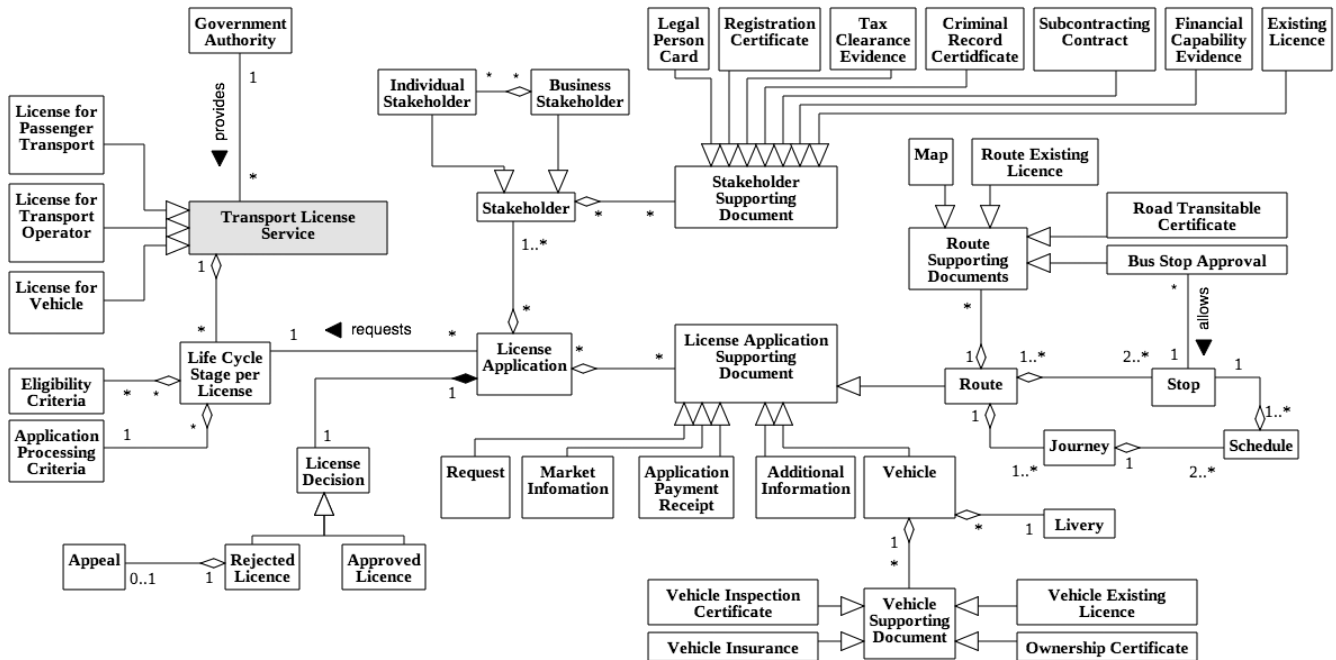 Government
Authority
1
provides
*
License for
Passenger
Transport
License for
Transport
Operator
License for
Vehicle
Transport License
Service
1
*
Individual
Stakeholder
*
*
Business
Stakeholder
Stakeholder
*
*
1..*
*
Legal
Person
Card
Registration
Certificate
Tax
Clearance
Evidence
Criminal
Record
Certidficate
Subcontracting
Contract
Financial
Capability
Evidence
Existing
Licence
Stakeholder
Supporting
Document
Map
Route Existing
Licence
Route
Supporting
Documents
Road Transitable
Certificate
Bus Stop Approval
*
allows
1
*
1
1..*
2..*
Route
Stop
1
1..*
1
1..*
Journey
1
2..*
Schedule
Life Cycle
Stage per
License
1
requests
*
License
Application
*
*
License Application
Supporting
Document
Eligibility
Criteria
*
*
Application
Processing
Criteria
1
*
1
1
License
Decision
Request
Market
Infomation
Application
Payment
Receipt
Additional
Information
Vehicle
*
1
Livery
1
*
Appeal
0..1
1
Rejected
Licence
Approved
Licence
Vehicle Inspection
Certificate
Vehicle Insurance
Vehicle
Supporting
Document
Vehicle Existing
Licence
Ownership Certificate